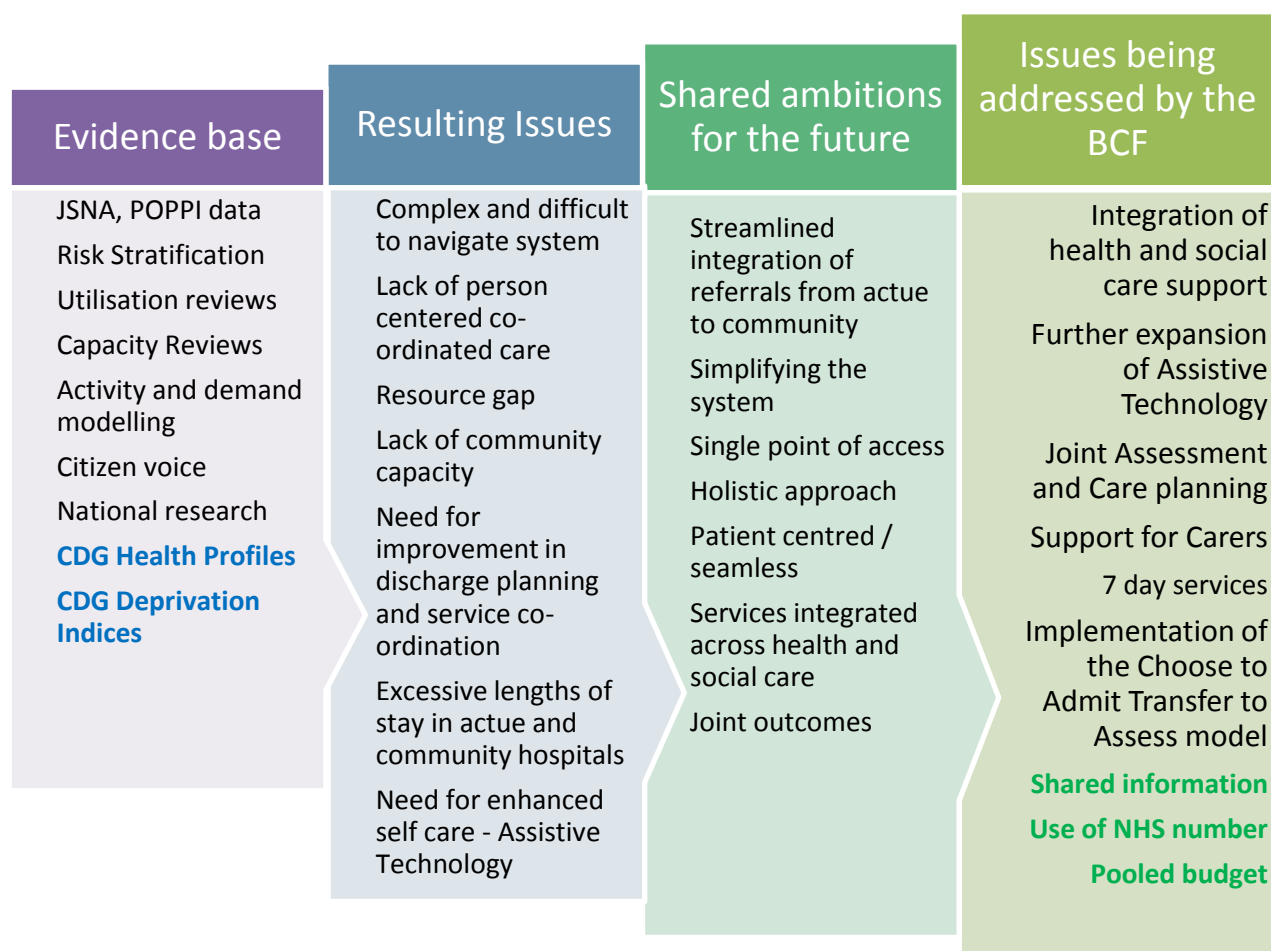 Evidence base
JSNA, POPPI data
Risk Stratification
Utilisation reviews
Capacity Reviews
Activity and demand
modelling
Citizen voice
National research
CDG Health Profiles
CDG Deprivation
Indices
Resulting Issues
Complex and difficult
to navigate system
Lack of person
centered co-
ordinated care
Resource gap
Lack of community
capacity
Need for
improvement in
discharge planning
and service co-
ordination
Excessive lengths of
stay in actue and
community hospitals
Need for enhanced
self care - Assistive
Technology
Shared ambitions
for the future
Streamlined
integration of
referrals from actue
to community
Simplifying the
system
Single point of access
Holistic approach
Patient centred /
seamless
Services integrated
across health and
social care
Joint outcomes
Issues being
addressed by the
BCF
Integration of
health and social
care support
Further expansion
of Assistive
Technology
Joint Assessment
and Care planning
Support for Carers
7 day services
Implementation of
the Choose to
Admit Transfer to
Assess model
Shared information
Use of NHS number
Pooled budget